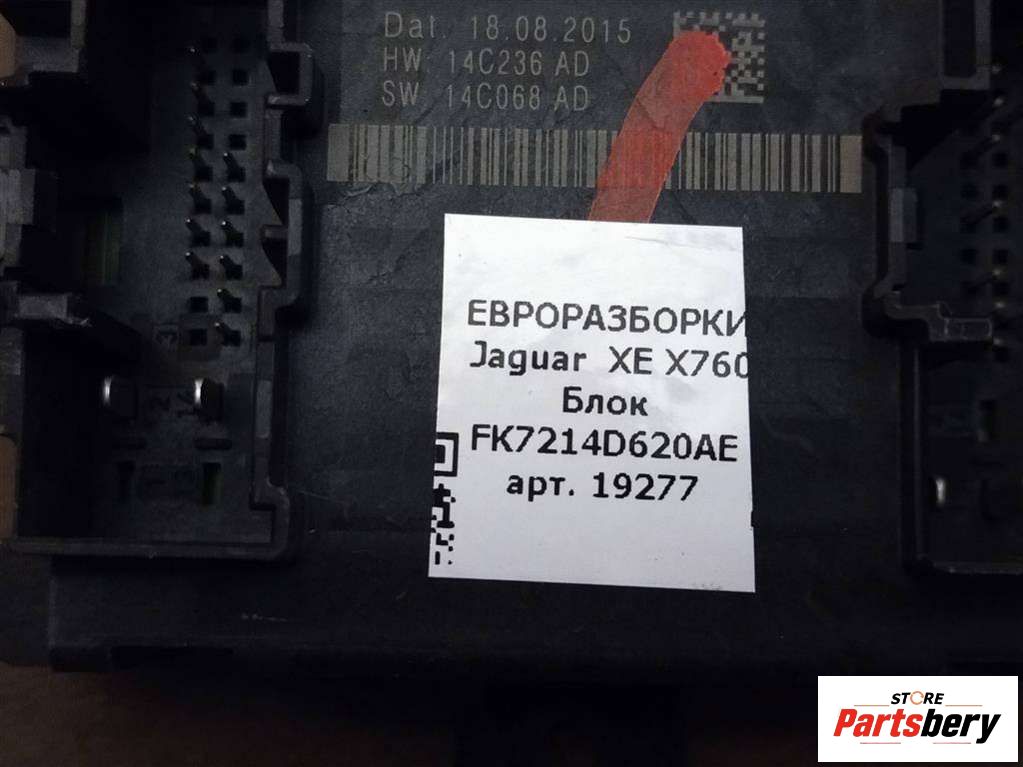 Dat. 18.08.2015
HW 14C236 AD
SW 14C068 AD
ЕВРОРАЗБОРКИ
Jaguar XE X760
Блок
FK7214D620AE
арт. 19277
STORE
Partsbery